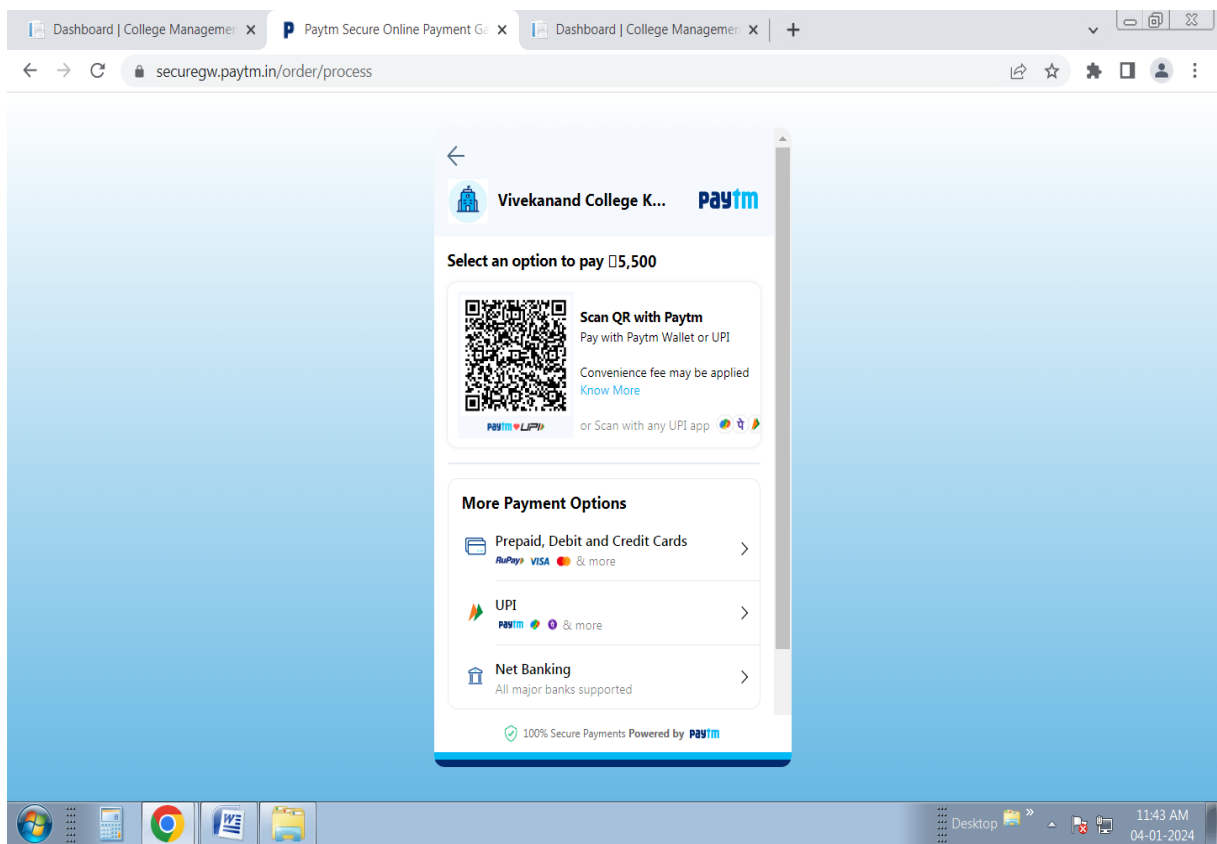 Dashboard | College Managemer
Paytm Secure Online Payment Ga
Dashboard | College Managemer
securegw.paytm.in/order/process
Vivekanand College K...
paytm
Select an option to pay 5,500
Scan QR with Paytm
Pay with Paytm Wallet or UPI
Convenience fee may be applied
Know More
paytm UPI
or Scan with any UPI app पे
More Payment Options
Prepaid, Debit and Credit Cards
RuPay VISA & more
UPI
paytm & more
Net Banking
All major banks supported
100% Secure Payments Powered by paytm
Desktop
»
11:43 AM
04-01-2024